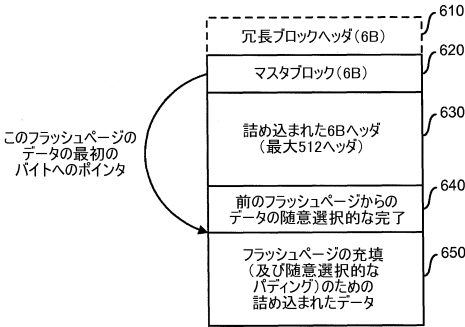 610
冗長ブロックヘッダ(6B)
620
マスタブロック(6B)
630
詰め込まれた6Bヘッダ
(最大512ヘッダ)
このフラッシュページの
データの最初の
バイトへのポインタ
640
前のフラッシュページからの
データの随意選択的な完了
650
フラッシュページの充填
(及び随意選択的な
パディング)のための
詰め込まれたデータ